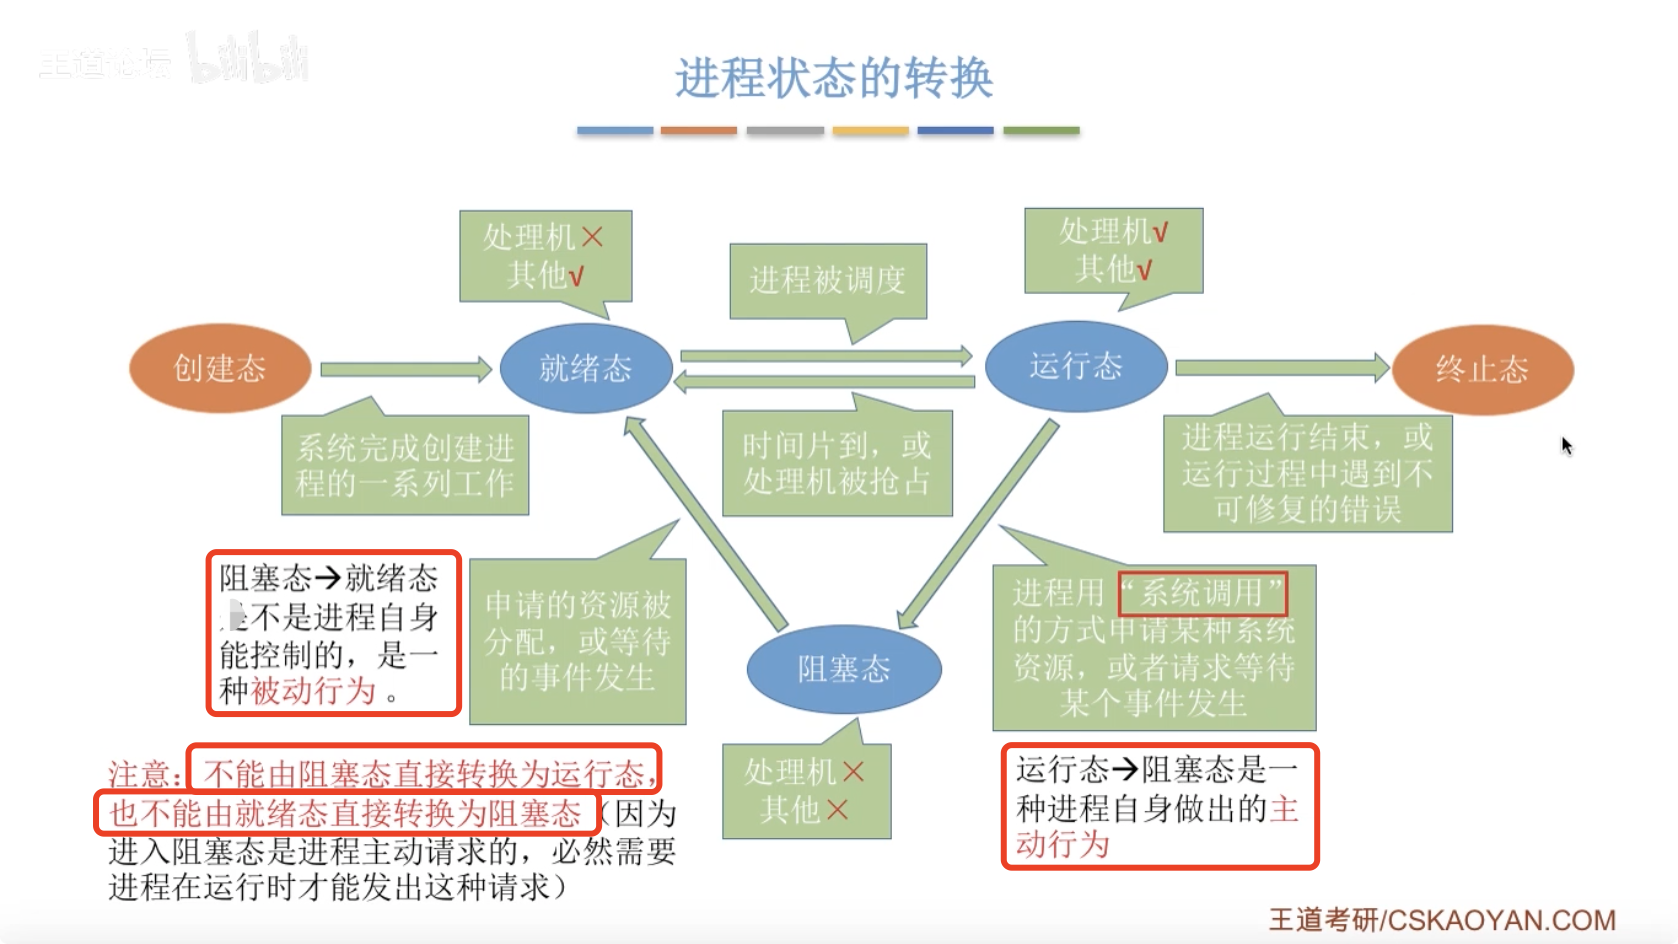 王道论坛 bilibili
进程状态的转换
处理机×
其他√
进程被调度
处理机√
其他√
创建态
就绪态
运行态
终止态
系统完成创建进
程的一系列工作
时间片到，或
处理机被抢占
进程运行结束，或
运行过程中遇到不
可修复的错误
阻塞态→就绪态
是不是进程自身
能控制的，是一
种被动行为。
申请的资源被
分配，或等待
的事件发生
进程用“系统调用”
的方式申请某种系统
资源，或者请求等待
某个事件发生
阻塞态
处理机×
其他×
注意：不能由阻塞态直接转换为运行态，
也不能由就绪态直接转换为阻塞态（因为
进入阻塞态是进程主动请求的，必然需要
进程在运行时才能发出这种请求）
运行态→阻塞态是一
种进程自身做出的主
动行为
王道考研/CSKAOYAN.COM